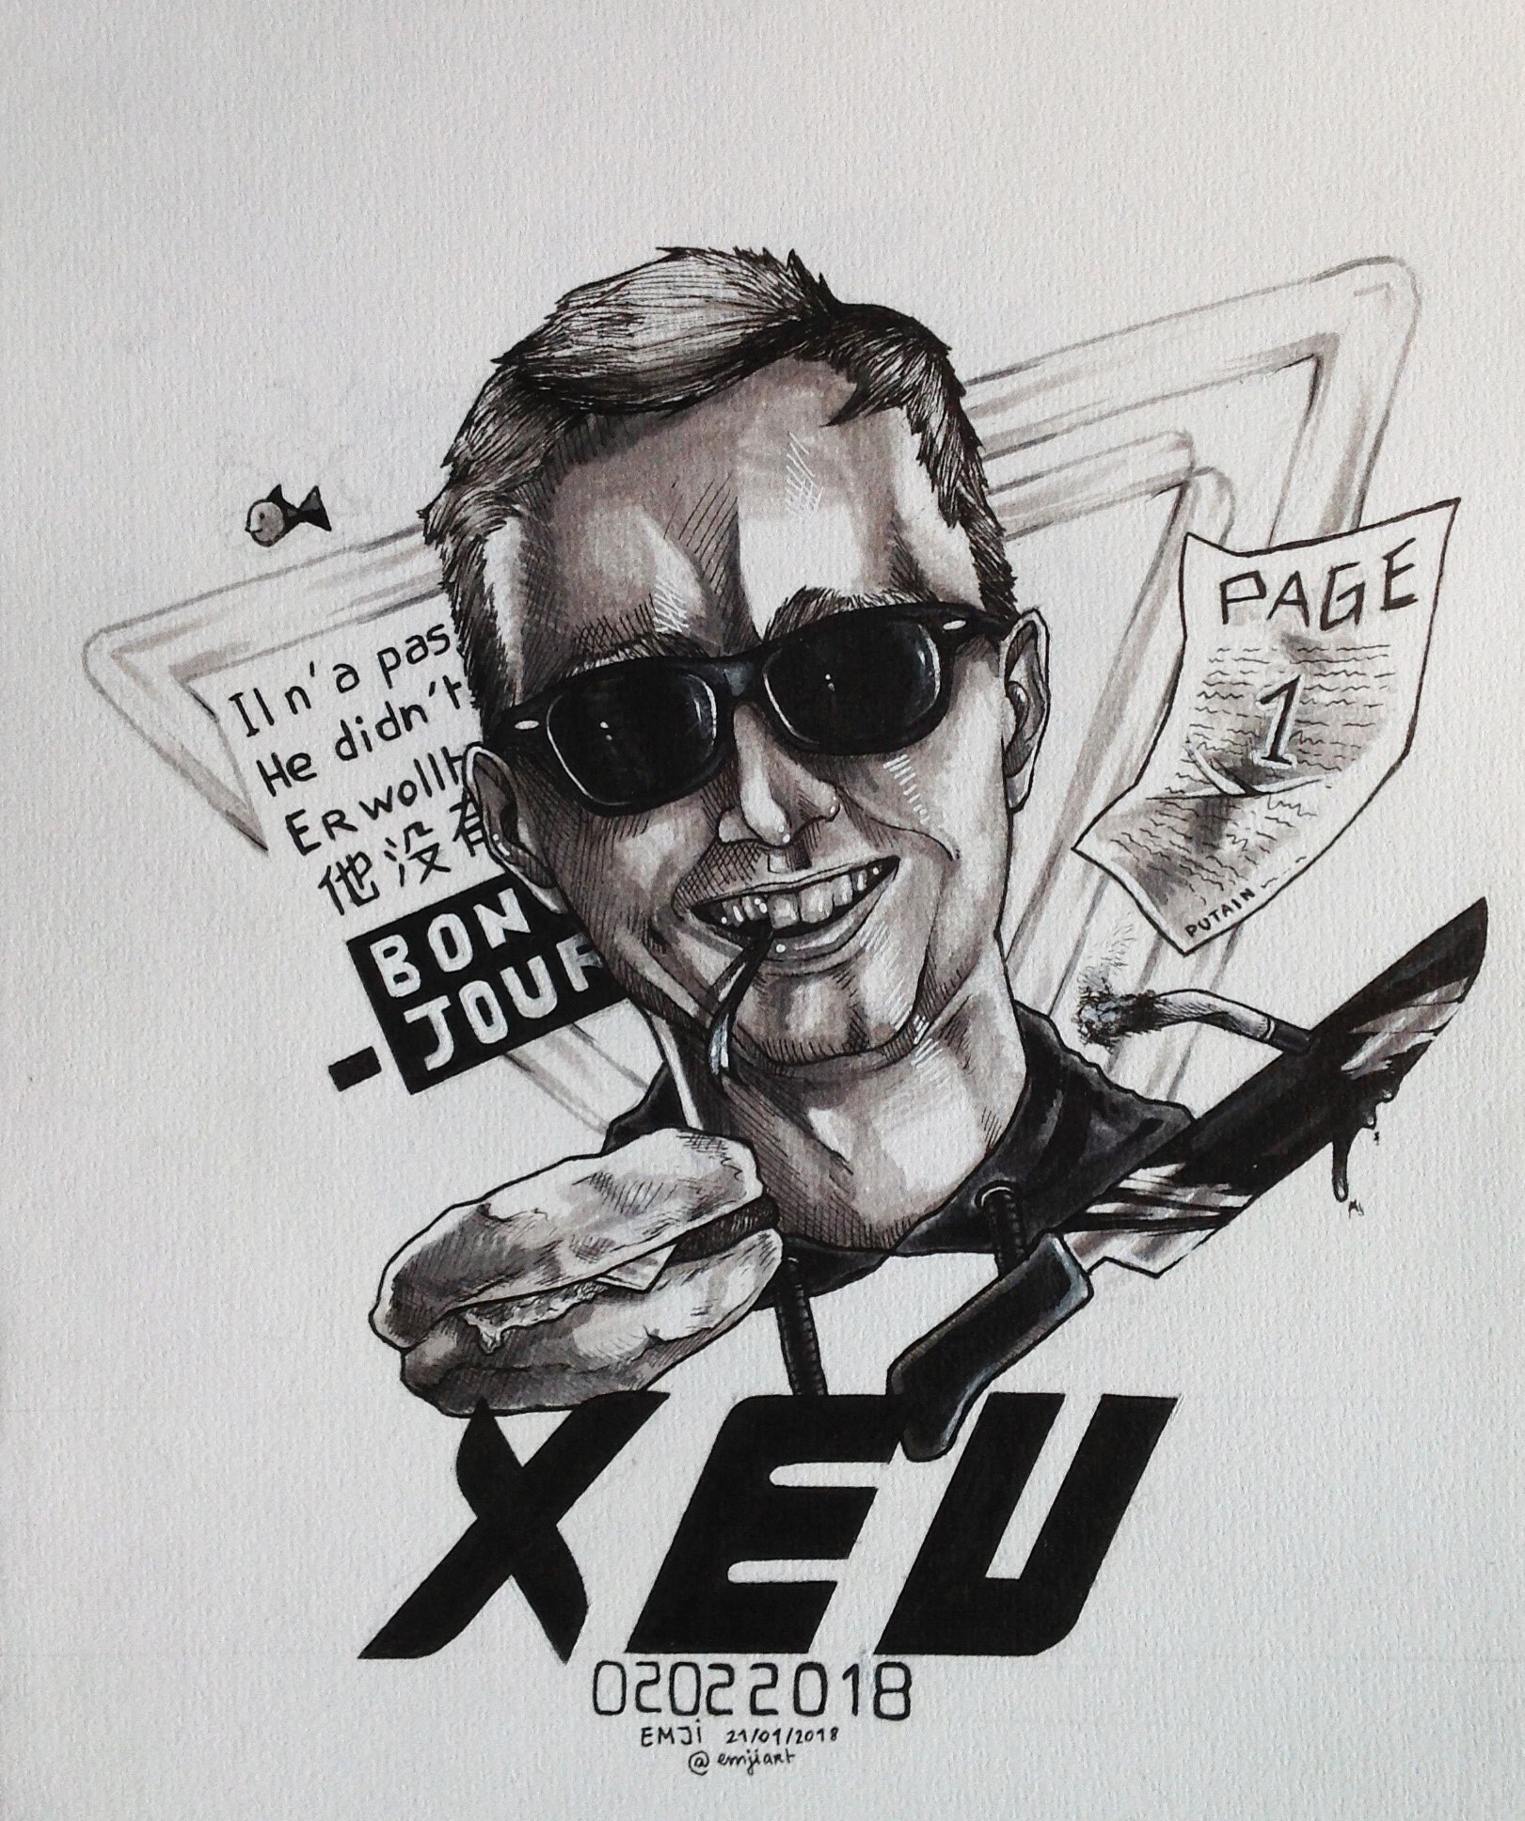 Il n'a pas
He didn't
ER wollt
他没有
BON
JOUR
PAGE
1
PUTAIN
XEU
02022018
EMJi 21/01/2018
@emjiart